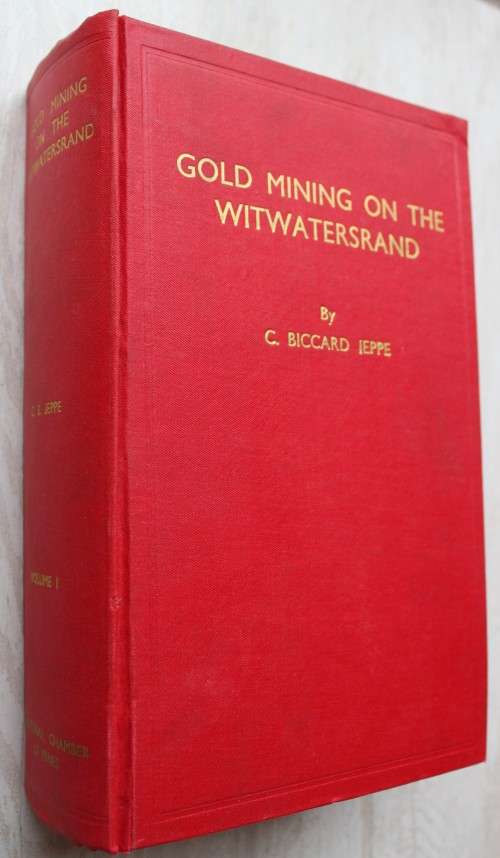 GOLD MINING ON THE
WITWATERSRAND
By
C. BICCARD JEPPE
GOLD MINING
ON THE
WITWATERSRAND
C. B. JEPPE
VOLUME I
CHAMBER
OF MINES